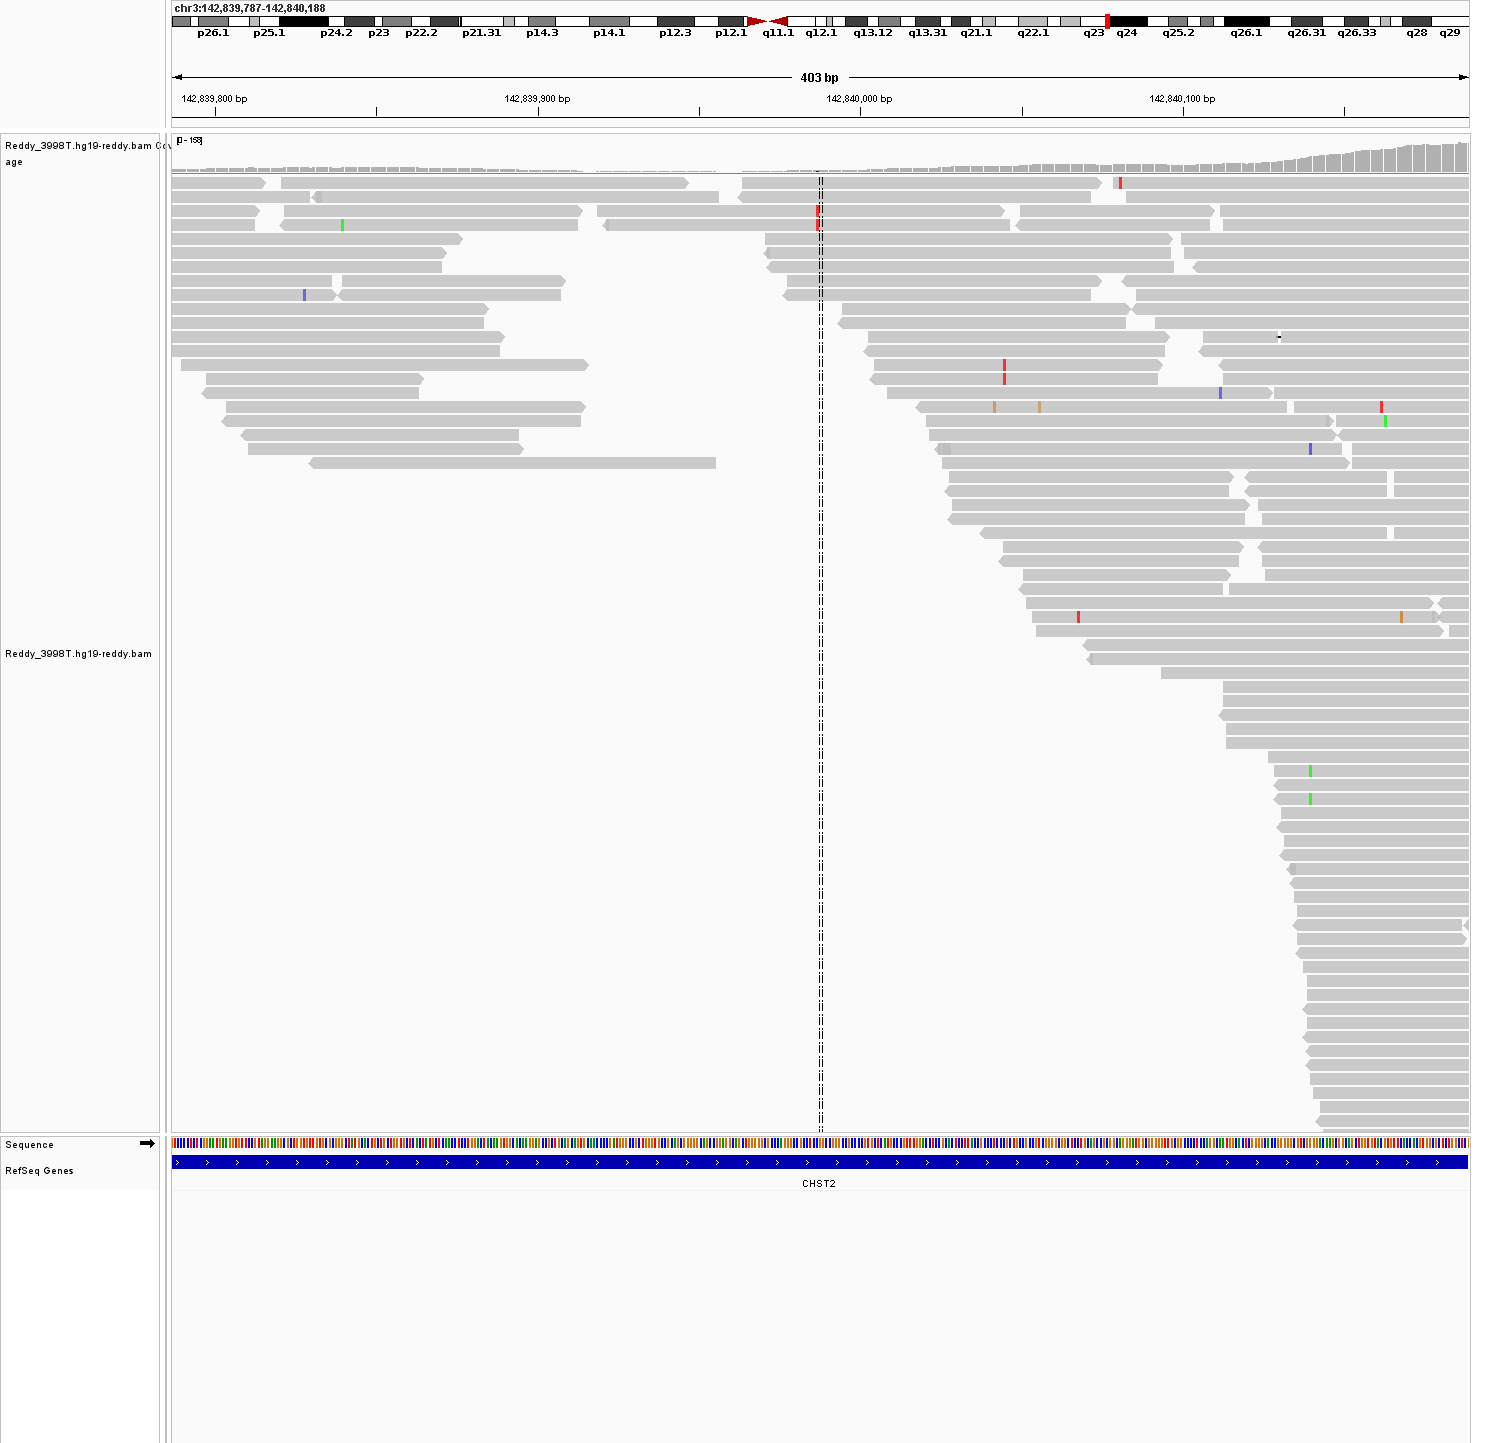 chr3:142,839,787-142,840,188
p26.1 p25.1 p24.2 p23 p22.2 p21.31 p14.3 p14.1 p12.3 p12.1 q11.1 q12.1 q13.12 q13.31 q21.1 q22.1 q23 q24 q25.2 q26.1 q26.31 q26.33 q28 q29
403 bp
142,839,800 bp 142,839,900 bp 142,840,000 bp 142,840,100 bp
Reddy_3998T.hg19-reddy.bam Cov
age
[0 - 158]
Reddy_3998T.hg19-reddy.bam
Sequence
RefSeq Genes
CHST2